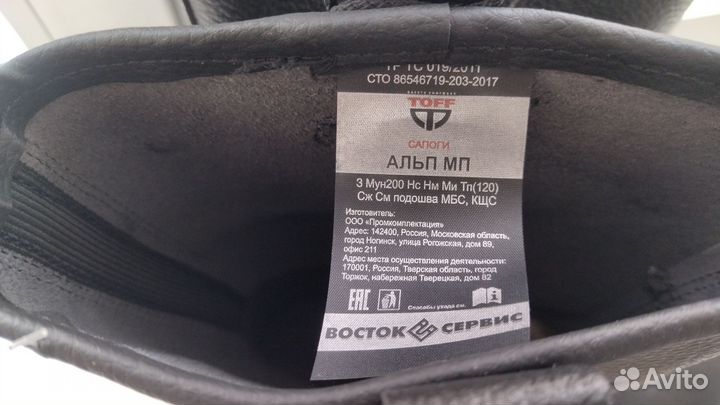 ТР ТС 019/2011
СТО 86546719-203-2017
TOFF
САПОГИ
АЛЬП МП
З Мун200 Нс Нм Ми Тп(120)
Сж См подошва МБС, КЩС
Изготовитель:
ООО «Промкомплектация»
Адрес: 142400, Россия, Московская область,
город Ногинск, улица Рогожская, дом 89,
офис 211
Адрес места осуществления деятельности:
170001, Россия, Тверская область, город
Торжок, набережная Тверецкая, дом 82
EAC
Способы ухода см.
ВОСТОК СЕРВИС
Avito